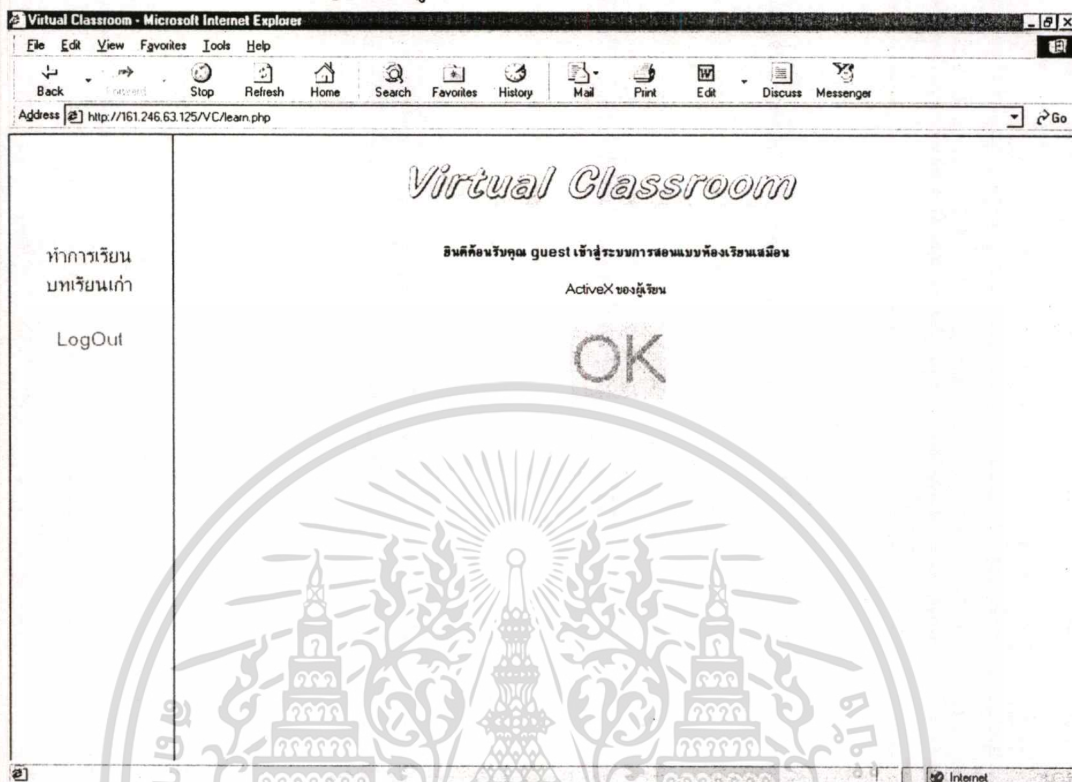 Virtual Classroom - Microsoft Internet Explorer
File Edit View Favorites Tools Help
Back Forward Stop Refresh Home Search Favorites History Mail Print Edit Discuss Messenger
Address http://161.246.63.125/VC/learn.php Go
Virtual Classroom
ยินดีต้อนรับคุณ guest เข้าสู่ระบบการสอนแบบห้องเรียนเสมือน
ทำการเรียน
บทเรียนเก่า
LogOut
ActiveX ของผู้เรียน
OK
Internet